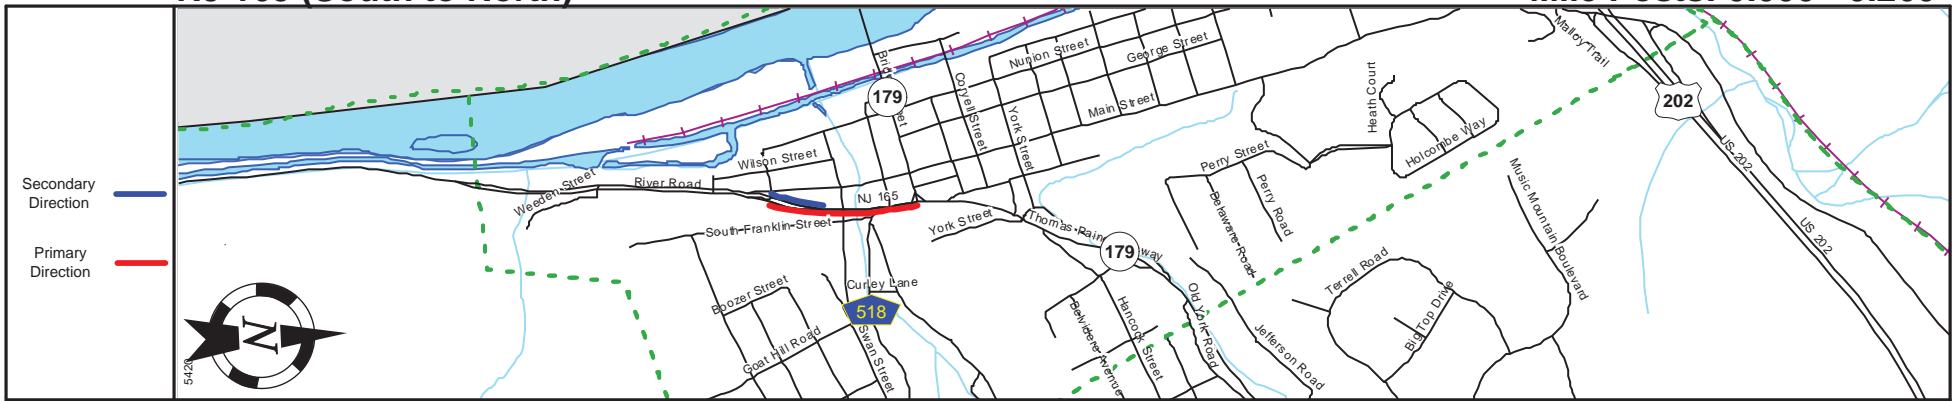 Secondary
Direction
Primary
Direction
5420
N
Weeden Street
River Road
Wilson Street
NJ 165
South Franklin Street
Boozer Street
Goat Hill Road
Curley Lane
518
Swan Street
179
Coryell Street
York Street
Nunion Street
George Street
Main Street
York Street
Thomas Paine
way
179
Belvidere Avenue
Hancock Street
Old York Road
Jefferson Road
Delaware Road
Perry Street
Perry Road
Heath Court
Holcombe Way
Malloy Trail
202
US 202
US 202
Music Mountain Boulevard
Terrell Road
Big Top Drive